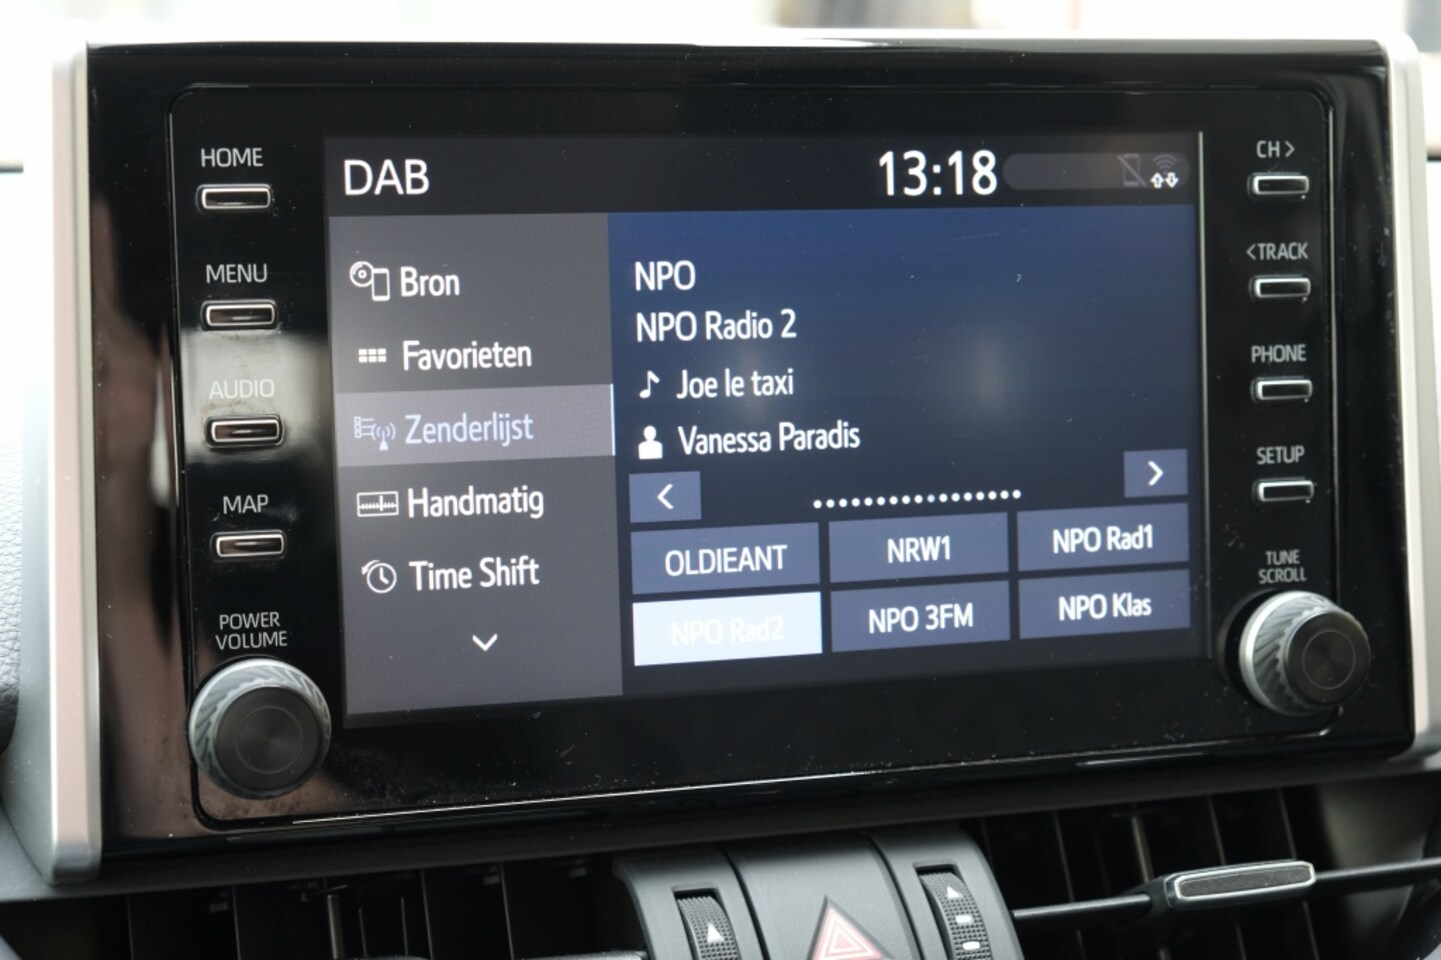 HOME
MENU
AUDIO
MAP
POWER
VOLUME
DAB
13:18
Bron
Favorieten
Zenderlijst
Handmatig
Time Shift
NPO
NPO Radio 2
Joe le taxi
Vanessa Paradis
OLDIEANT
NRW1
NPO Rad1
NPO Rad2
NPO 3FM
NPO Klas
CH >
< TRACK
PHONE
SETUP
TUNE
SCROLL